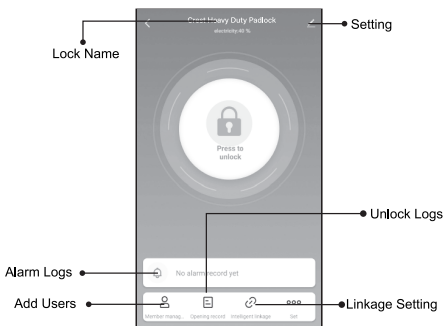 Crest Heavy Duty Padlock
electricity:40 %
Setting
Lock Name
Press to
unlock
Unlock Logs
Alarm Logs
No alarm record yet
Add Users
Linkage Setting
Member manag... Opening record Intelligent linkage Set